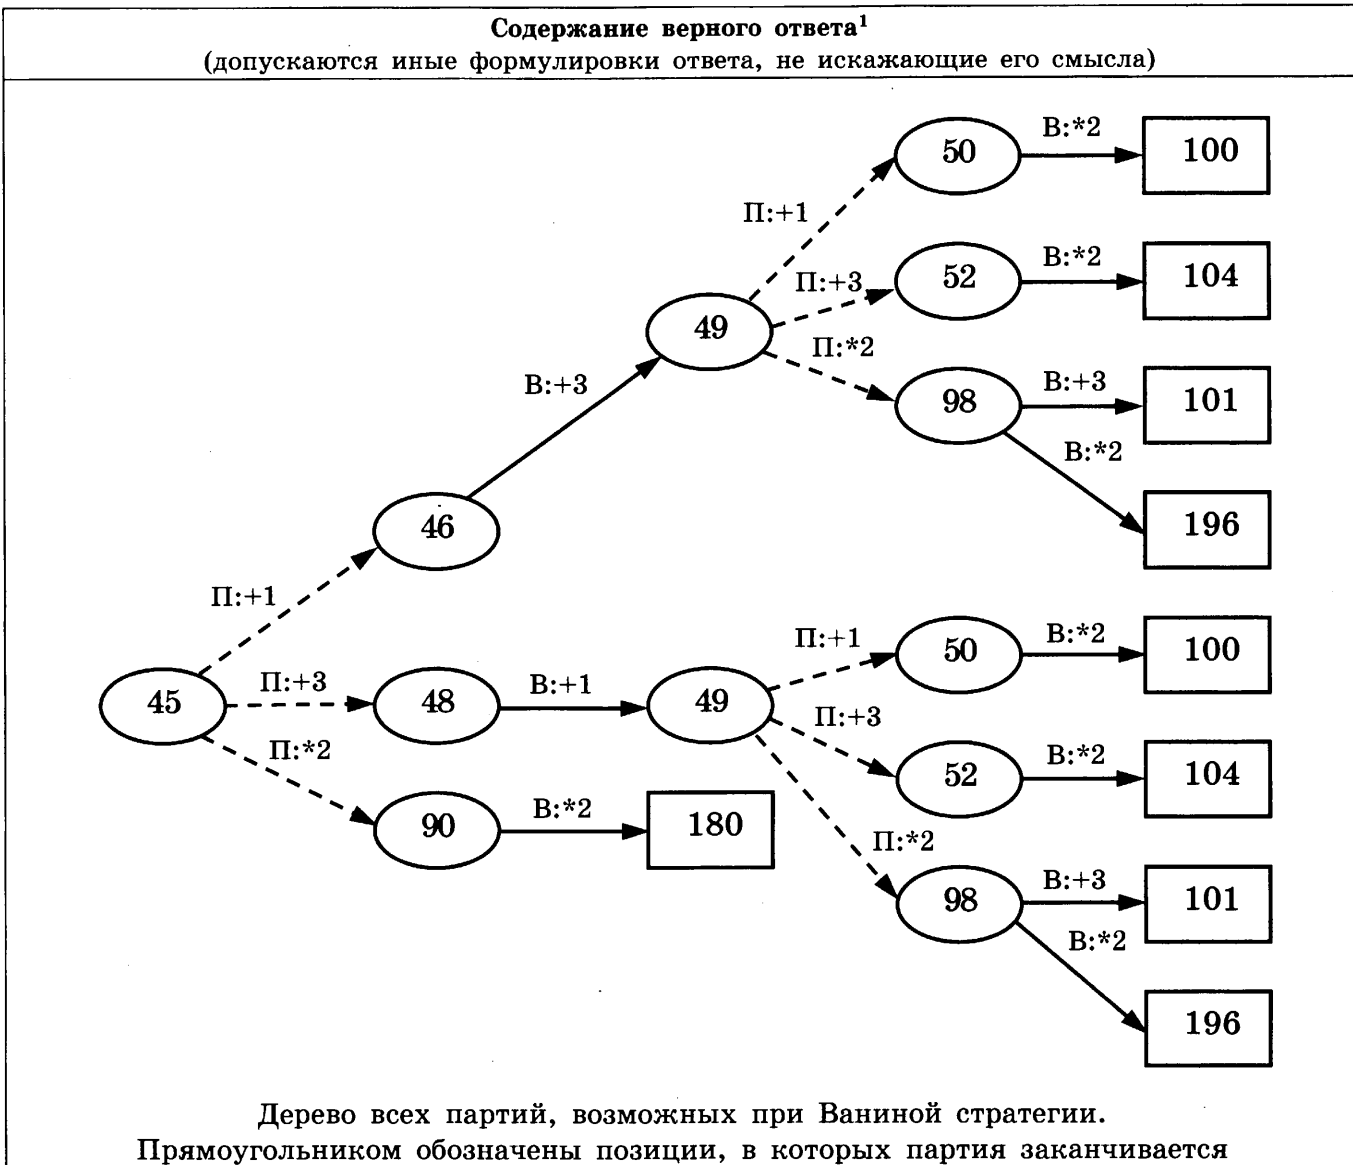 Содержание верного ответа¹
(допускаются иные формулировки ответа, не искажающие его смысла)
50
В:*2
100
П:+1
52
В:*2
104
П:+3
49
П:*2
98
В:+3
101
В:+3
В:*2
196
46
П:+1
П:+1
50
В:*2
100
45
П:+3
48
В:+1
49
П:+3
52
В:*2
104
П:*2
90
В:*2
180
П:*2
98
В:+3
101
В:*2
196
Дерево всех партий, возможных при Ваниной стратегии.
Прямоугольником обозначены позиции, в которых партия заканчивается